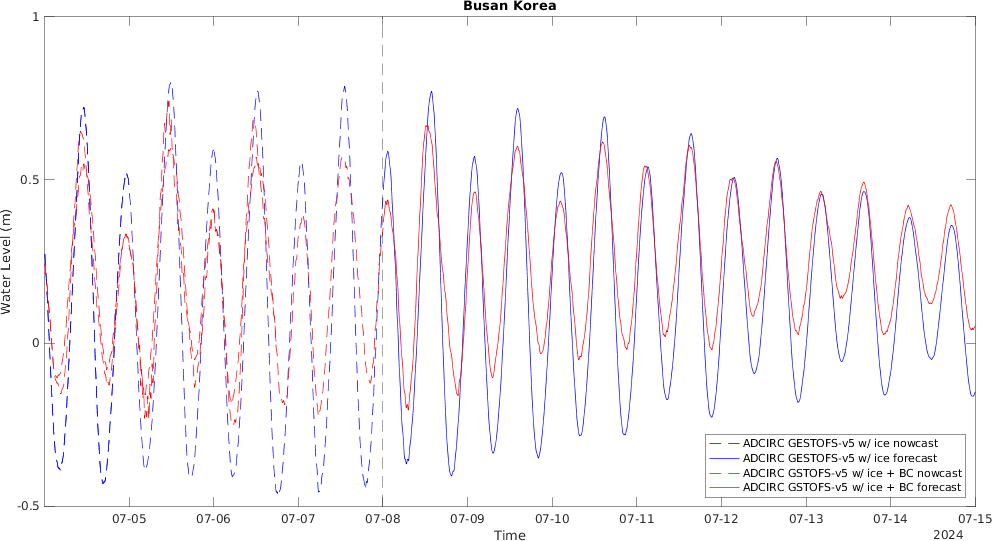 Busan Korea
Water Level (m)
1
0.5
0
-0.5
07-05 07-06 07-07 07-08 07-09 07-10 07-11 07-12 07-13 07-14 07-15
Time
2024
ADCIRC GESTOFS-v5 w/ ice nowcast
ADCIRC GESTOFS-v5 w/ ice forecast
ADCIRC GSTOFS-v5 w/ ice + BC nowcast
ADCIRC GSTOFS-v5 w/ ice + BC forecast